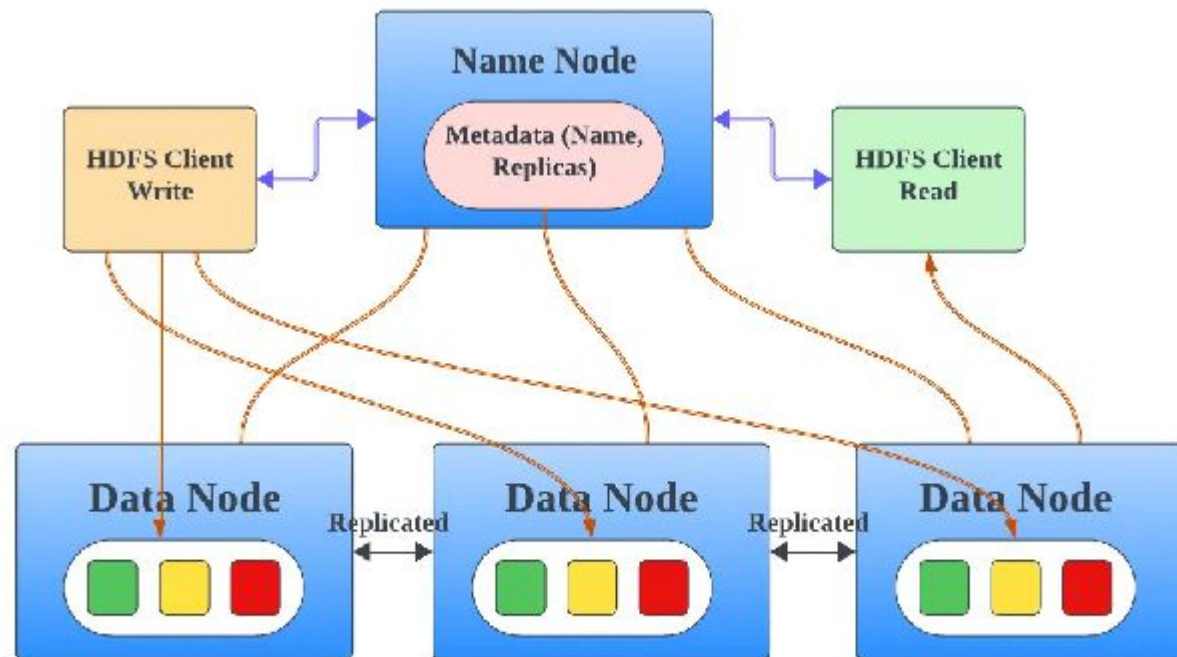 Name Node
Metadata (Name,
Replicas)
HDFS Client
Write
HDFS Client
Read
Data Node
Replicated
Data Node
Replicated
Data Node